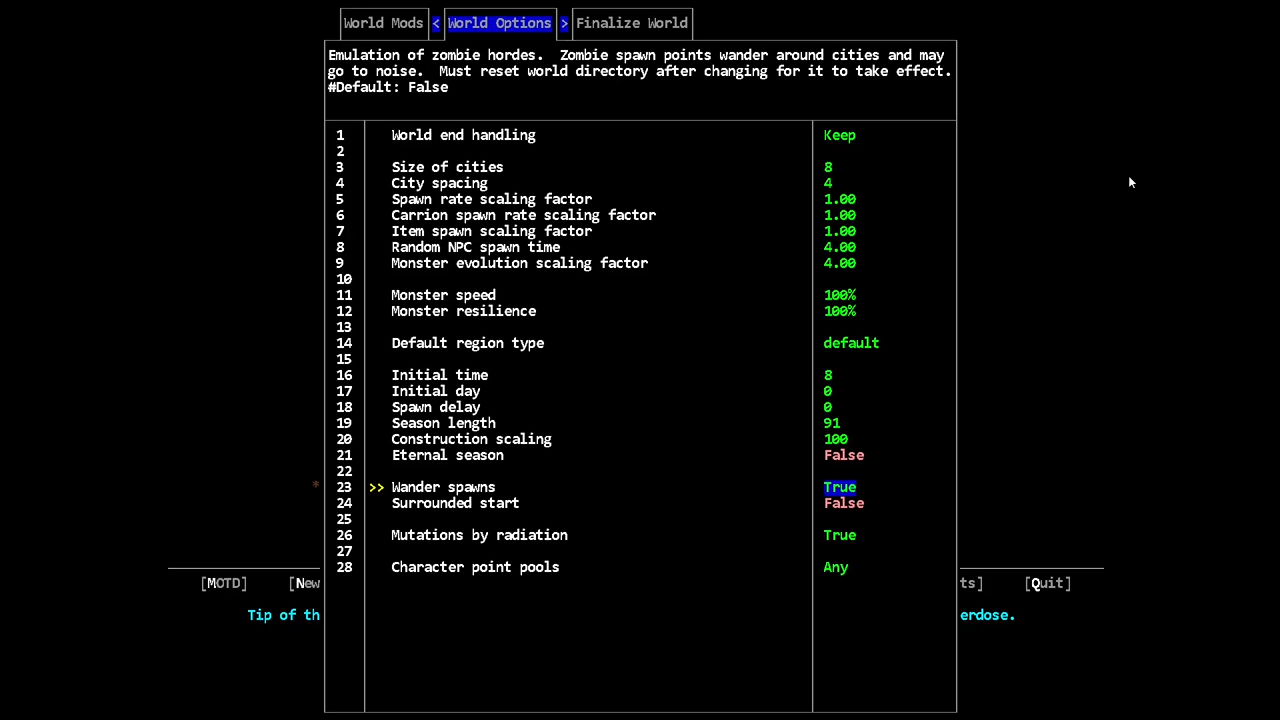 World Mods < World Options > Finalize World
Emulation of zombie hordes.  Zombie spawn points wander around cities and may
go to noise.  Must reset world directory after changing for it to take effect.
#Default: False
1 World end handling Keep
2
3 Size of cities 8
4 City spacing 4
5 Spawn rate scaling factor 1.00
6 Carrion spawn rate scaling factor 1.00
7 Item spawn scaling factor 1.00
8 Random NPC spawn time 4.00
9 Monster evolution scaling factor 4.00
10
11 Monster speed 100%
12 Monster resilience 100%
13
14 Default region type default
15
16 Initial time 8
17 Initial day 0
18 Spawn delay 0
19 Season length 91
20 Construction scaling 100
21 Eternal season False
22
23 >> Wander spawns True
24 Surrounded start False
25
26 Mutations by radiation True
27
28 Character point pools Any
[MOTD] [New ts] [Quit]
Tip of th erdose.